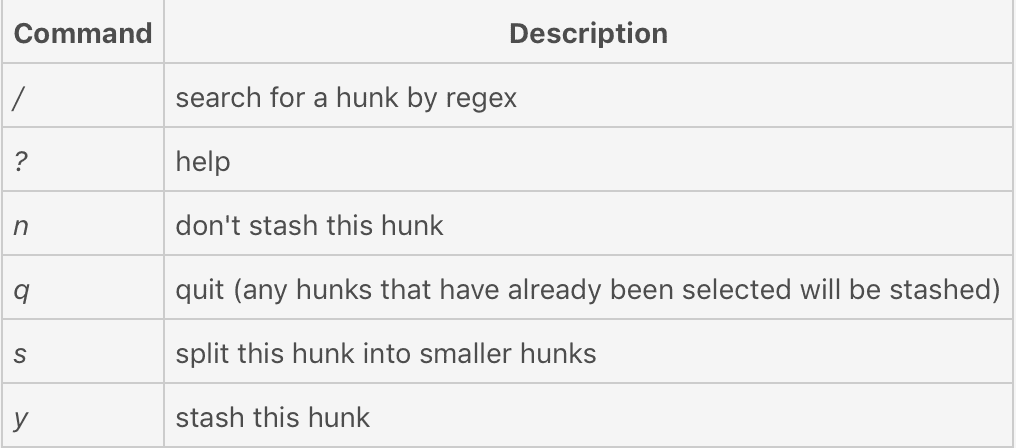 Command Description
/ search for a hunk by regex
? help
n don't stash this hunk
q quit (any hunks that have already been selected will be stashed)
s split this hunk into smaller hunks
y stash this hunk